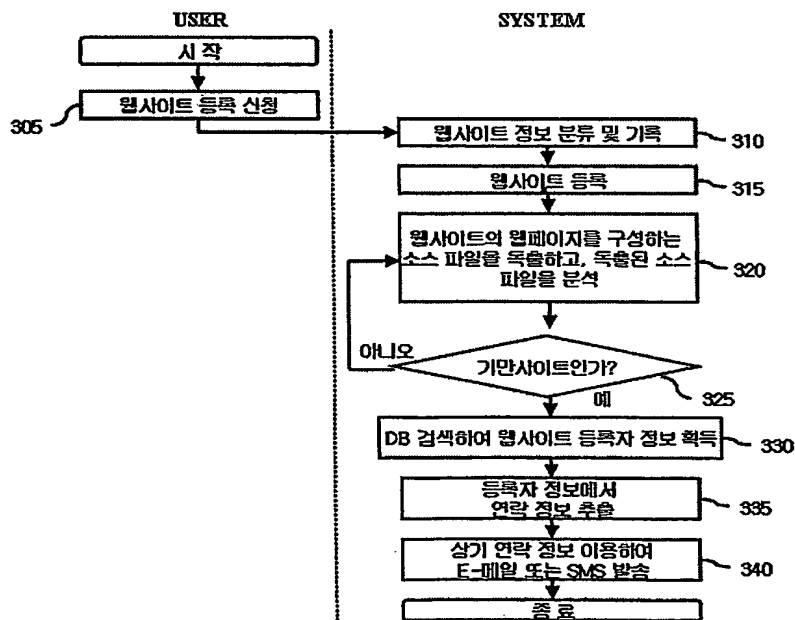 USER
SYSTEM
시 작
305
웹사이트 등록 신청
웹사이트 정보 분류 및 기록
310
웹사이트 등록
315
웹사이트의 웹페이지를 구성하는
소스 파일을 독출하고, 독출된 소스
파일을 분석
320
아니오
기만사이트인가?
325
예
DB 검색하여 웹사이트 등록자 정보 획득
330
등록자 정보에서
연락 정보 추출
335
상기 연락 정보 이용하여
E-메일 또는 SMS 발송
340
종 료